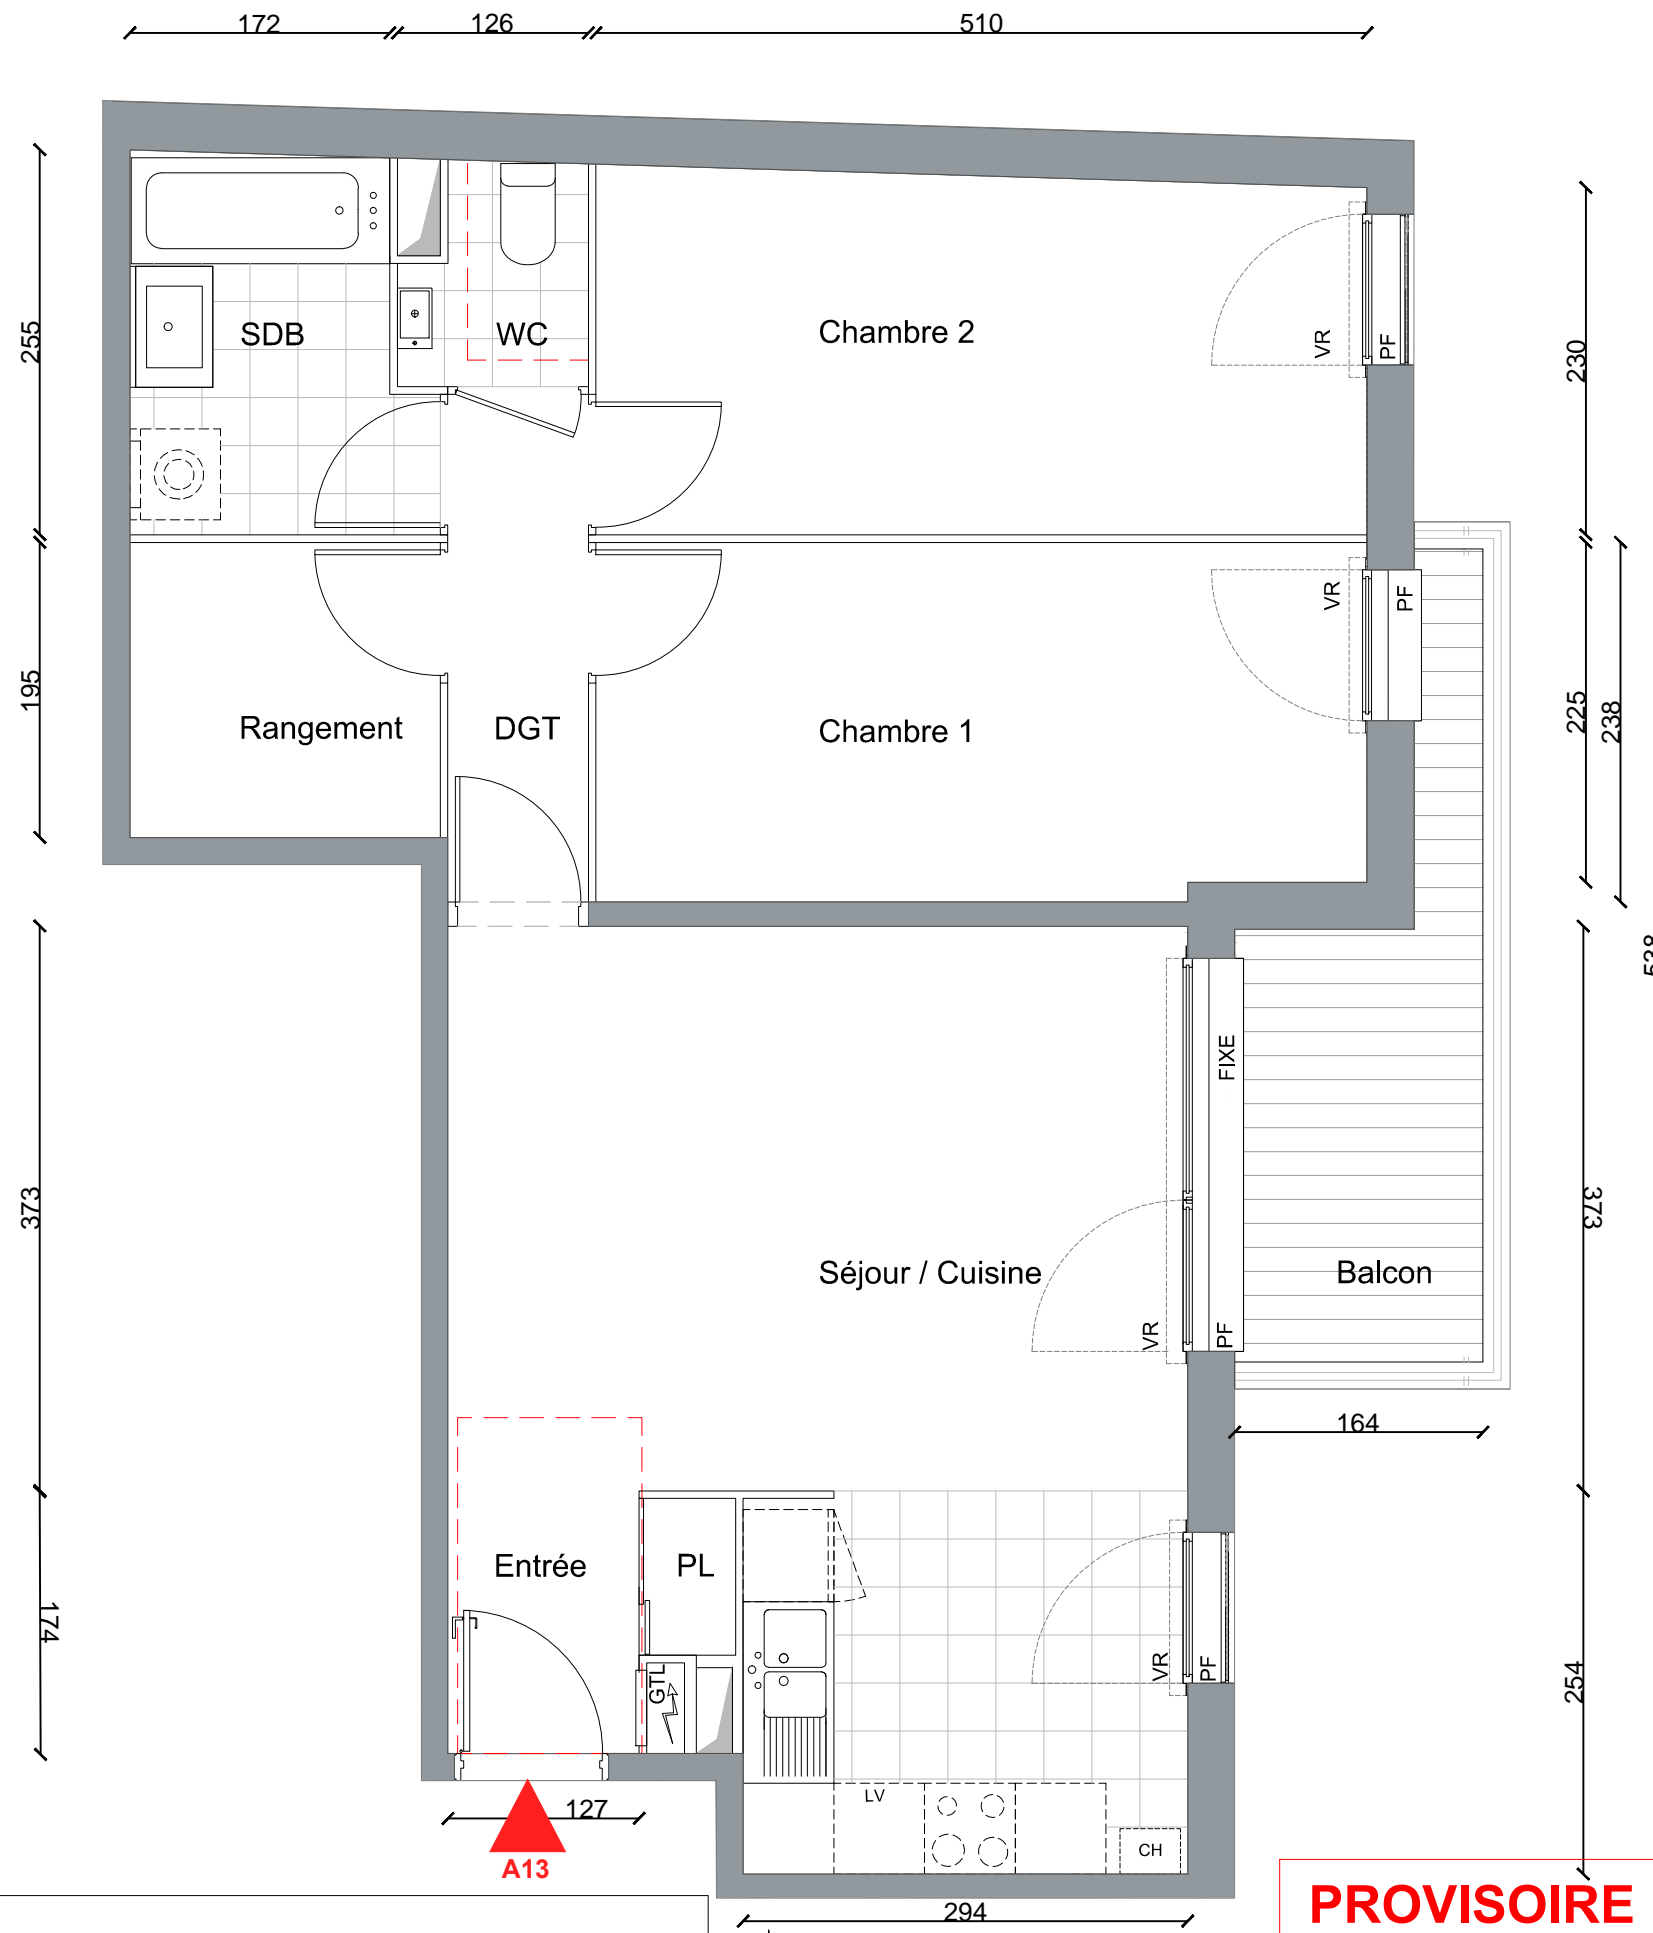 172
126
510
255
SDB
WC
Chambre 2
VR
PF
230
195
Rangement
DGT
Chambre 1
VR
PF
225
238
538
373
FIXE
Séjour / Cuisine
VR
PF
Balcon
373
164
174
Entrée
PL
GTL
VR
PF
254
LV
CH
127
A13
294
PROVISOIRE